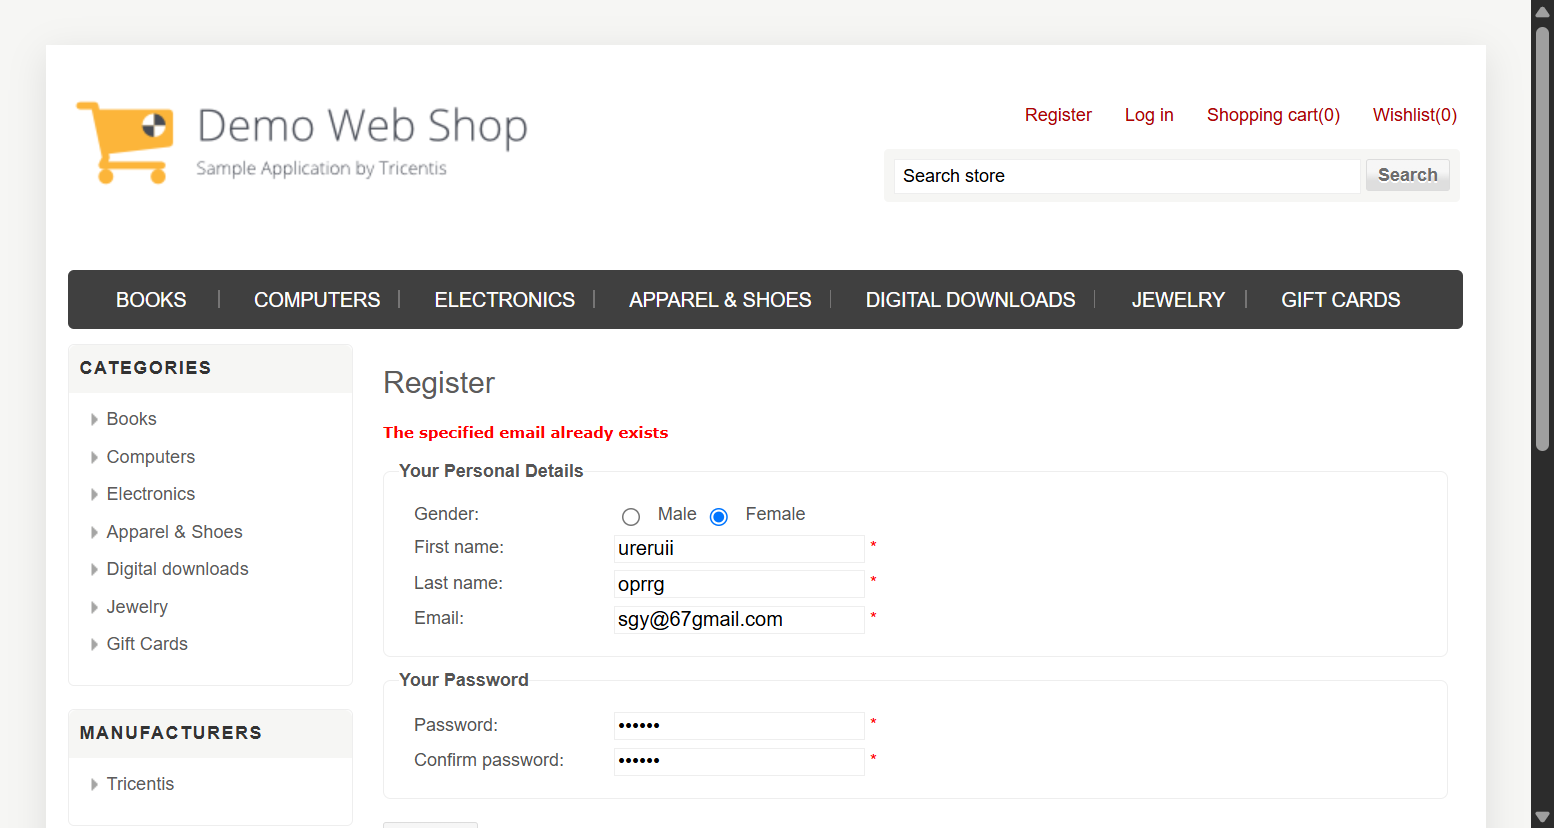 Demo Web Shop
Sample Application by Tricentis
Register Log in Shopping cart(0) Wishlist(0)
Search store Search
BOOKS COMPUTERS ELECTRONICS APPAREL & SHOES DIGITAL DOWNLOADS JEWELRY GIFT CARDS
CATEGORIES
Books
Computers
Electronics
Apparel & Shoes
Digital downloads
Jewelry
Gift Cards
MANUFACTURERS
Tricentis
Register
The specified email already exists
Your Personal Details
Gender: Male Female
First name: ureruii *
Last name: oprrg *
Email: sgy@67gmail.com *
Your Password
Password: •••••• *
Confirm password: •••••• *